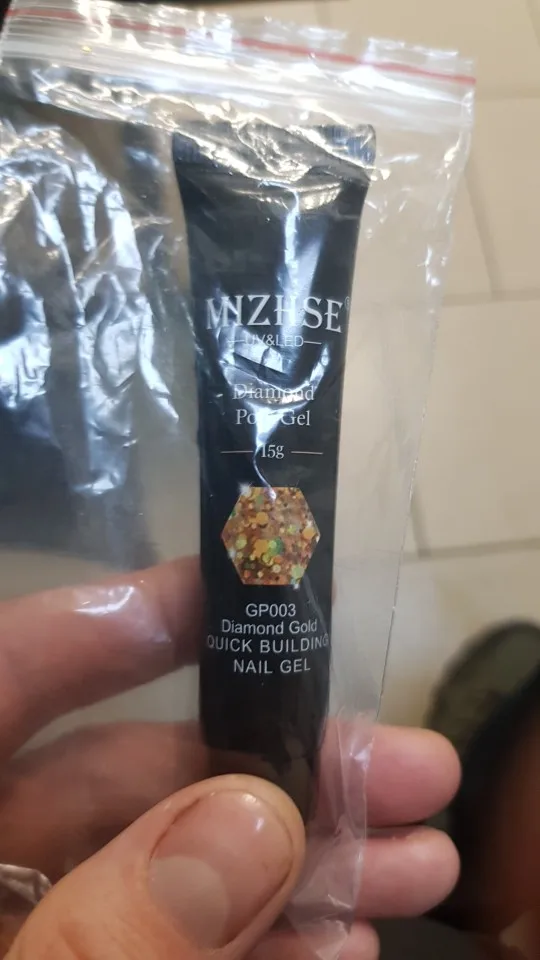 MIZHSE
UV&LED
Diamond
Gel
15g
GP003
Diamond Gold
QUICK BUILDING
NAIL GEL